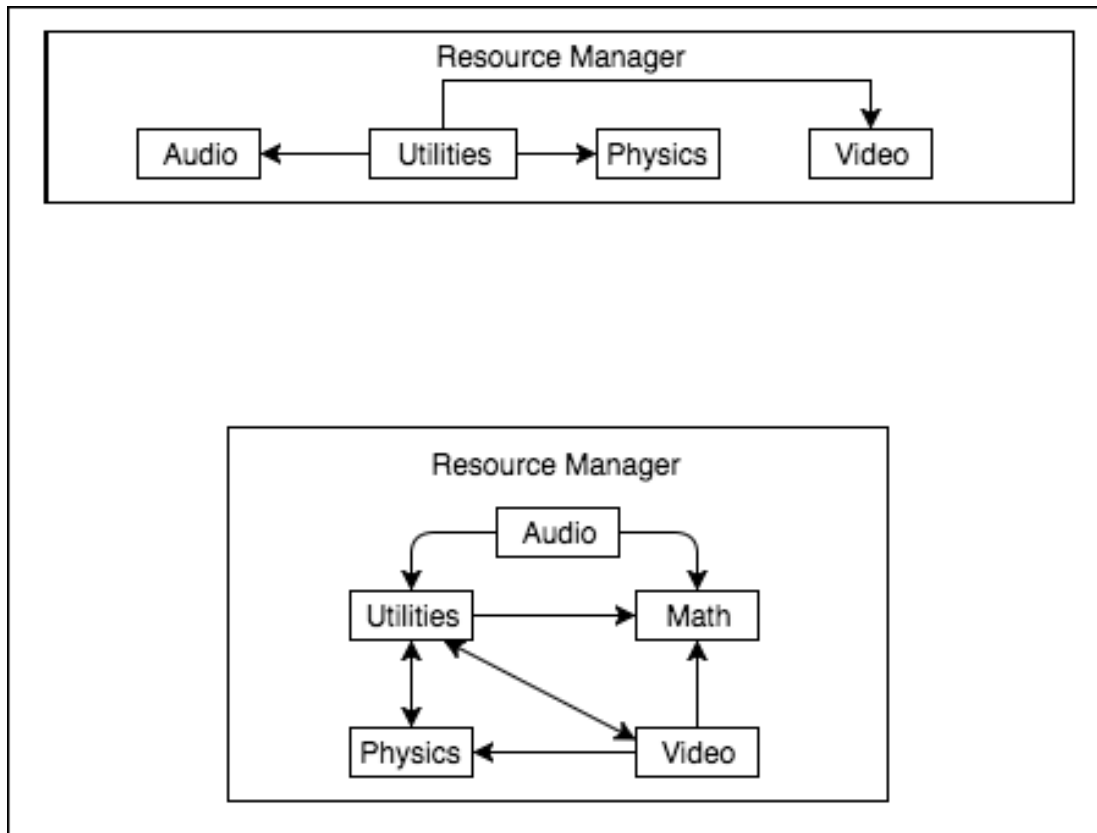 Resource Manager
Audio
Utilities
Physics
Video
Resource Manager
Audio
Utilities
Math
Physics
Video